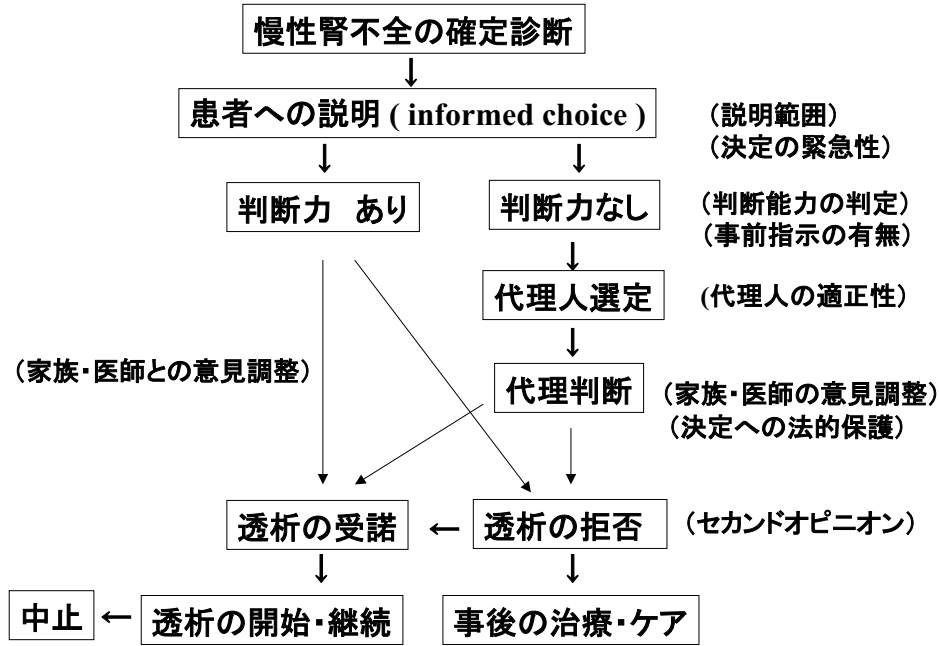 慢性腎不全の確定診断
患者への説明 ( informed choice )
(説明範囲)
(決定の緊急性)
判断力 あり
判断力なし
(判断能力の判定)
(事前指示の有無)
代理人選定
(代理人の適正性)
(家族・医師との意見調整)
代理判断
(家族・医師の意見調整)
(決定への法的保護)
透析の受諾
透析の拒否
(セカンドオピニオン)
中止
透析の開始・継続
事後の治療・ケア